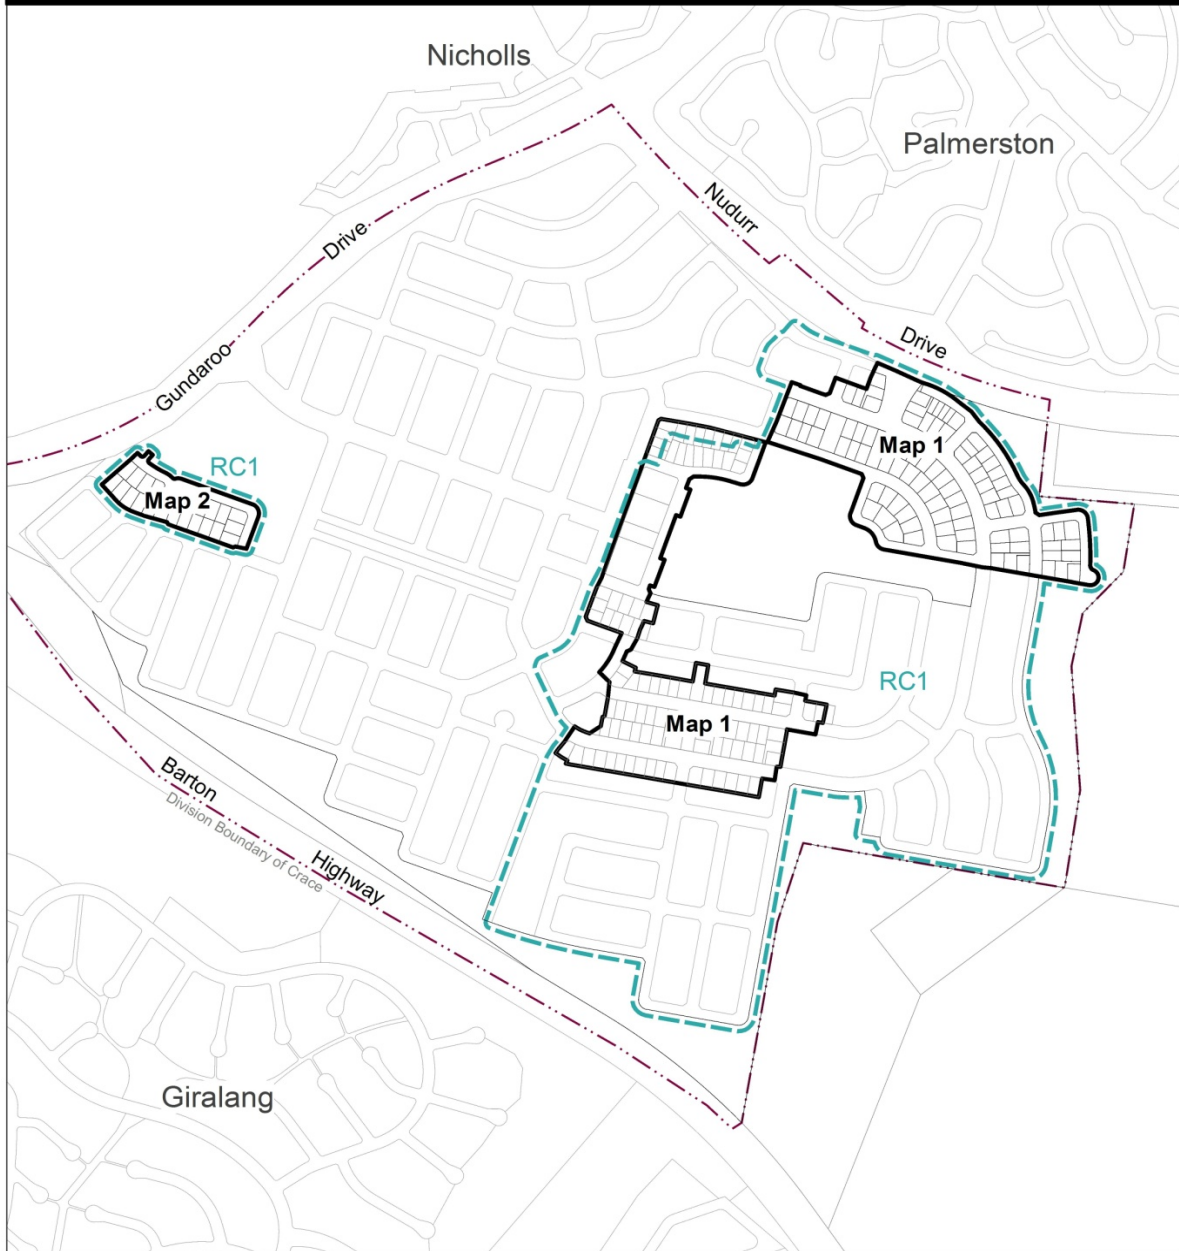 Nicholls
Palmerston
Nudurr
Drive
Drive
Gundaroo
Map 1
RC1
Map 2
RC1
Map 1
Barton
Division Boundary of Crace
Highway
Giralang